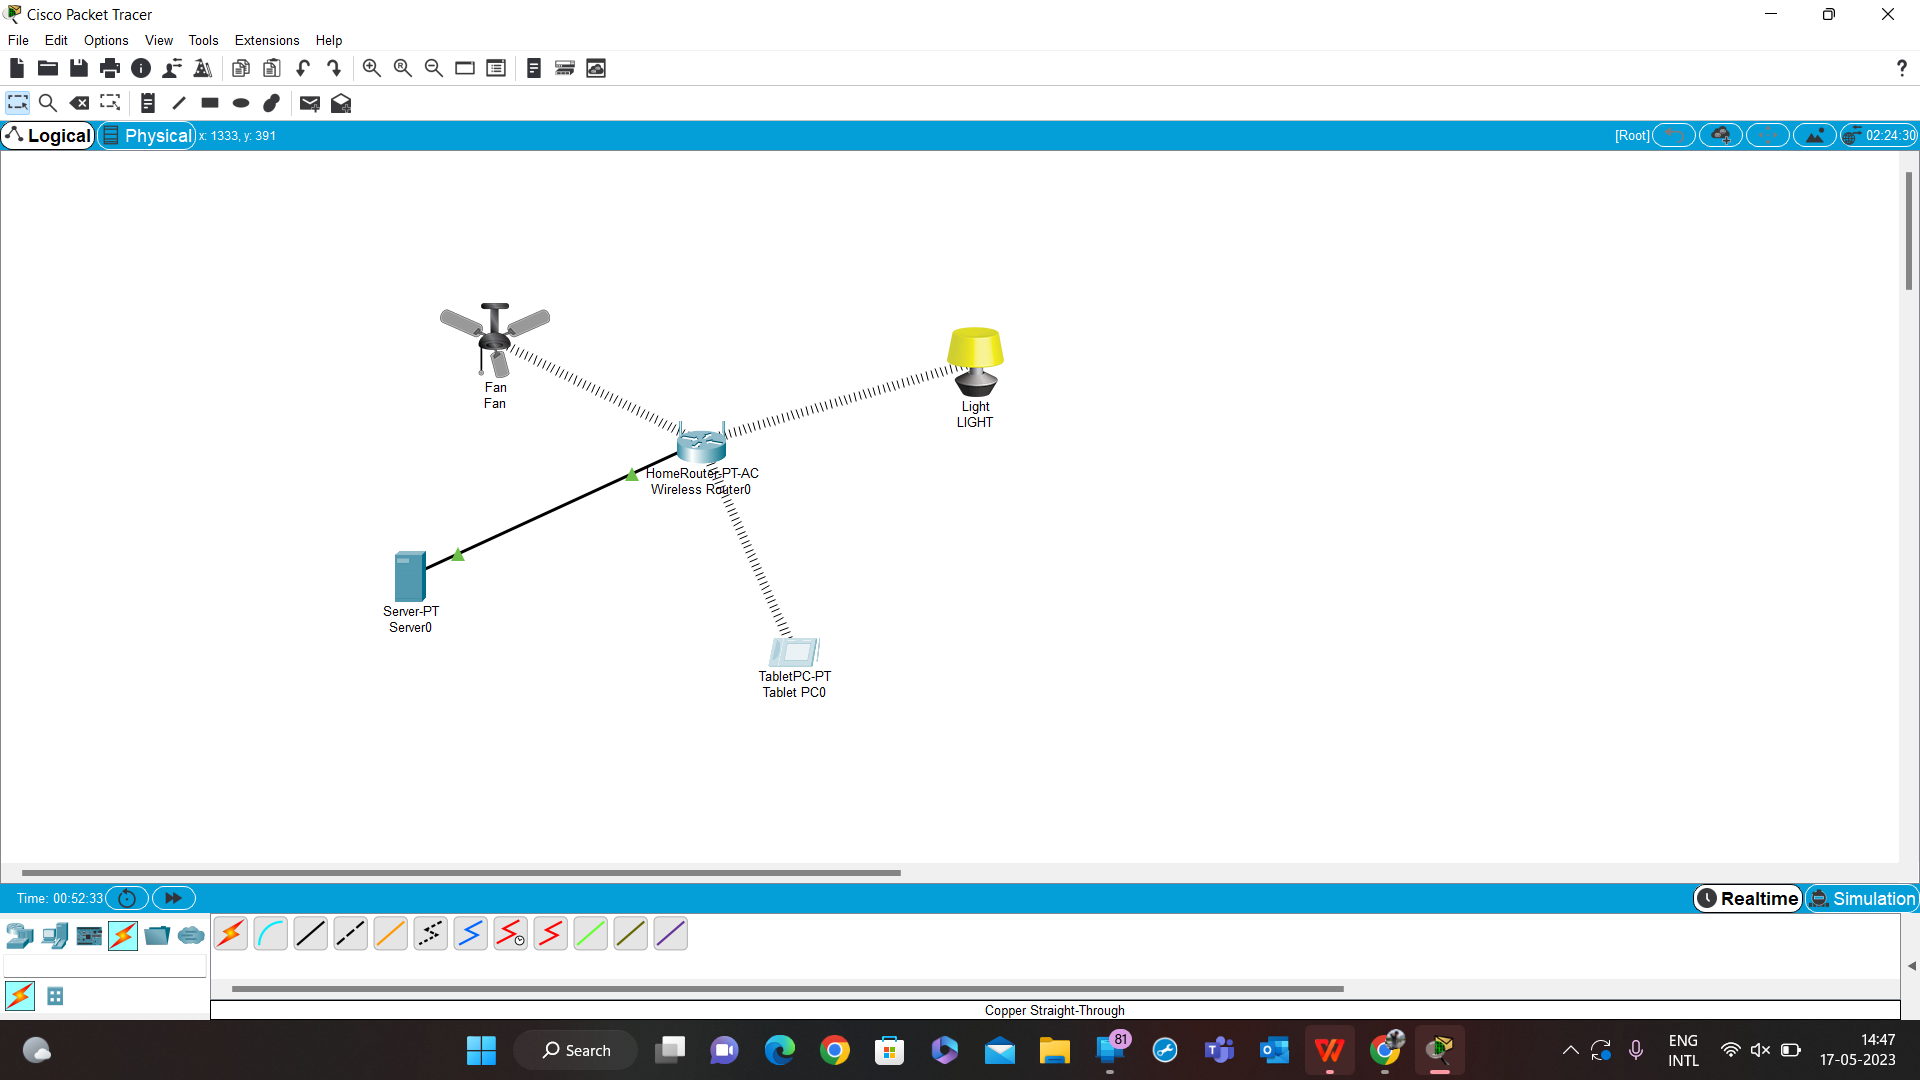 Cisco Packet Tracer
File Edit Options View Tools Extensions Help
?
Logical Physical x: 1333, y: 391 [Root] 02:24:30
Fan
Fan
Light
LIGHT
HomeRouter-PT-AC
Wireless Router0
Server-PT
Server0
TabletPC-PT
Tablet PC0
Time: 00:52:33 Realtime Simulation
Copper Straight-Through
Search 81 ENG 14:47
INTL 17-05-2023